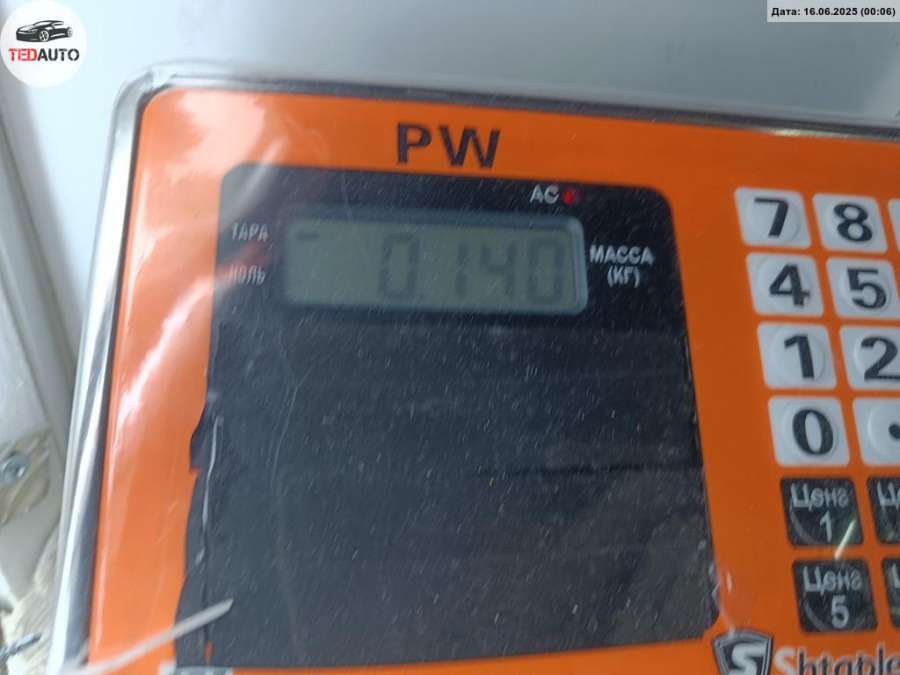 Дата: 16.06.2025 (00:06)
TEDAUTO
PW
AC
ТАРА
0.140
МАССА
(КГ)
НОЛЬ
7 8
4 5
1 2
0 .
Цена
1
Цена
5
S Shtaple